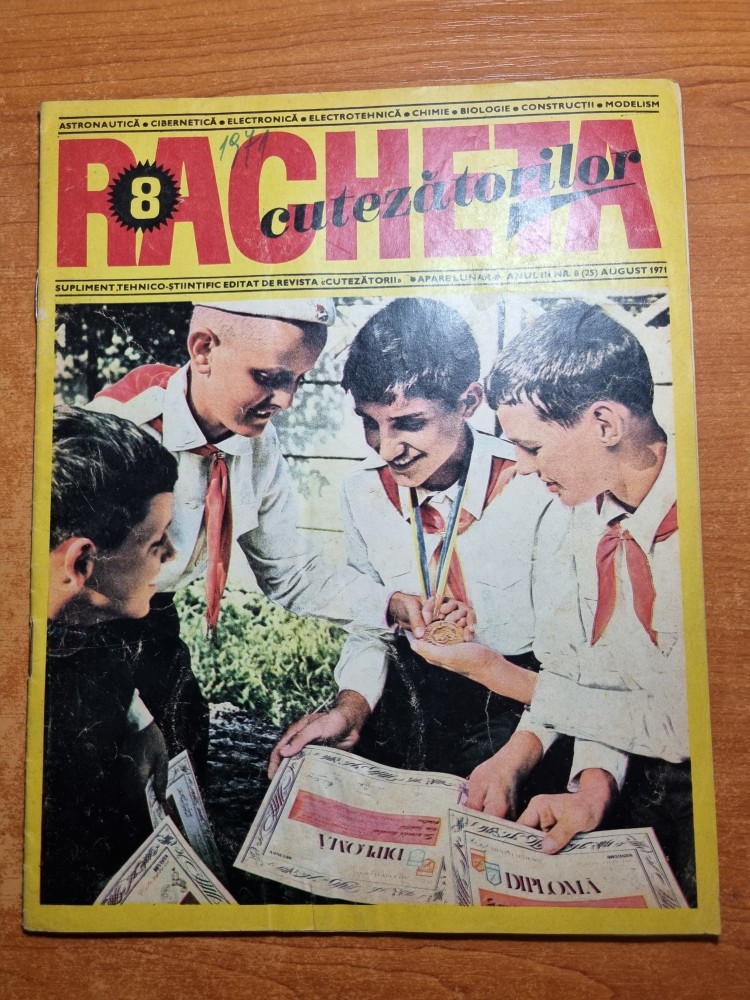 ASTRONAUTICĂ • CIBERNETICĂ • ELECTRONICĂ • ELECTROTEHNICĂ • CHIMIE • BIOLOGIE • CONSTRUCȚII • MODELISM
1971
RACHETA
8
cutezătorilor
SUPLIMENT TEHNICO-ȘTIINȚIFIC EDITAT DE REVISTA «CUTEZĂTORII» • APARE LUNAR • ANUL III NR. 8 (25) AUGUST 1971
DIPLOMA
DIPLOMĂ